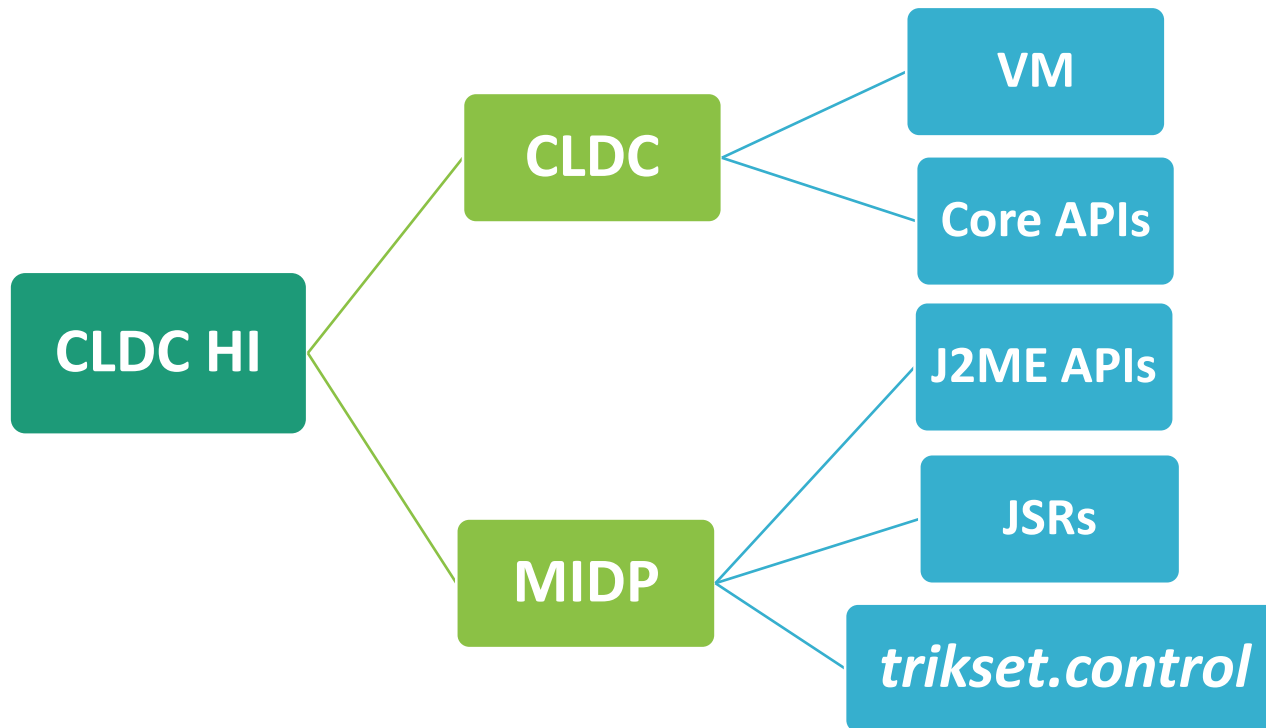 CLDC HI
CLDC
MIDP
VM
Core APIs
J2ME APIs
JSRs
trikset.control